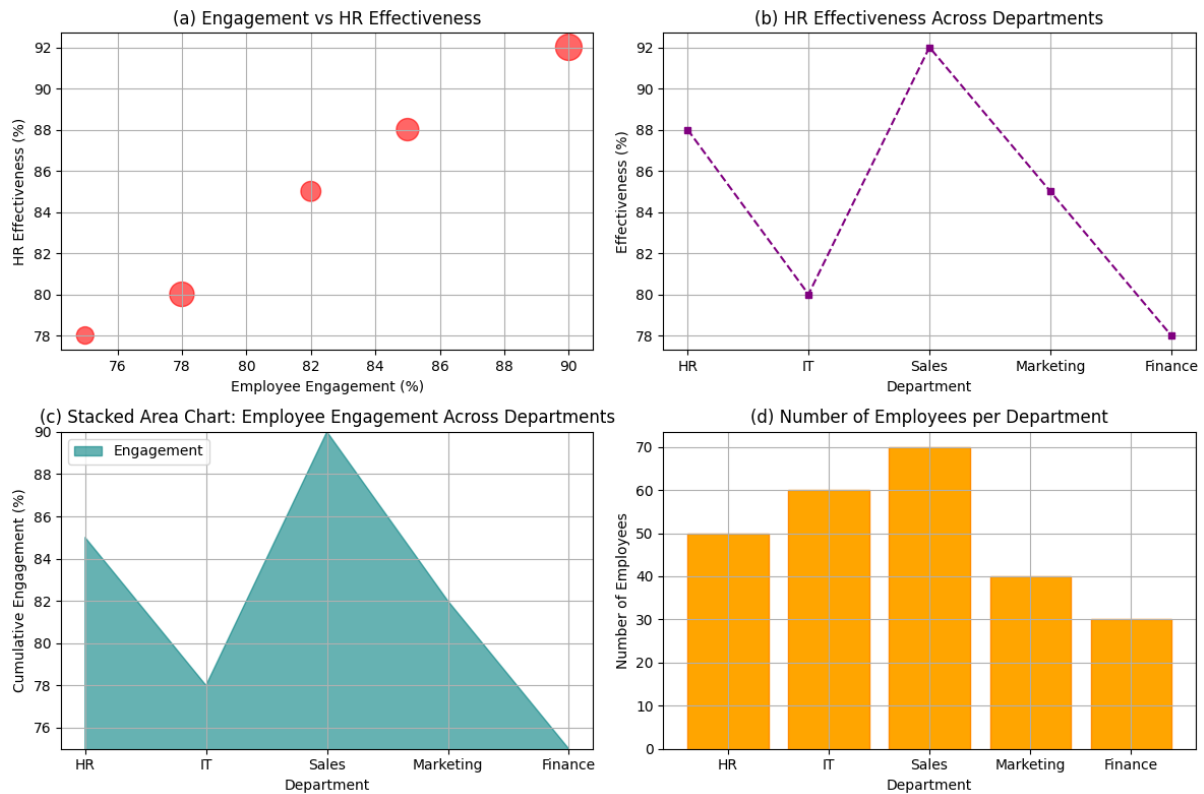 (a) Engagement vs HR Effectiveness
HR Effectiveness (%)
92
90
88
86
84
82
80
78
76 78 80 82 84 86 88 90
Employee Engagement (%)
(b) HR Effectiveness Across Departments
Effectiveness (%)
92
90
88
86
84
82
80
78
HR IT Sales Marketing Finance
Department
(c) Stacked Area Chart: Employee Engagement Across Departments
Engagement
Cumulative Engagement (%)
90
88
86
84
82
80
78
76
HR IT Sales Marketing Finance
Department
(d) Number of Employees per Department
Number of Employees
70
60
50
40
30
20
10
0
HR IT Sales Marketing Finance
Department